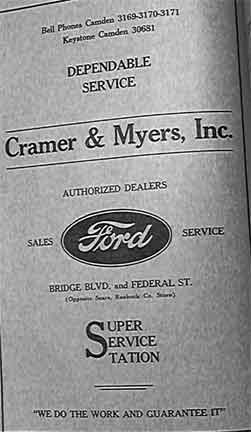 Bell Phones Camden 3169-3170-3171
Keystone Camden 30681
DEPENDABLE
SERVICE
Cramer & Myers, Inc.
AUTHORIZED DEALERS
SALES Ford SERVICE
BRIDGE BLVD. and FEDERAL ST.
(Opposite Sears, Roebuck Co. Store)
SUPER
SERVICE
STATION
"WE DO THE WORK AND GUARANTEE IT"